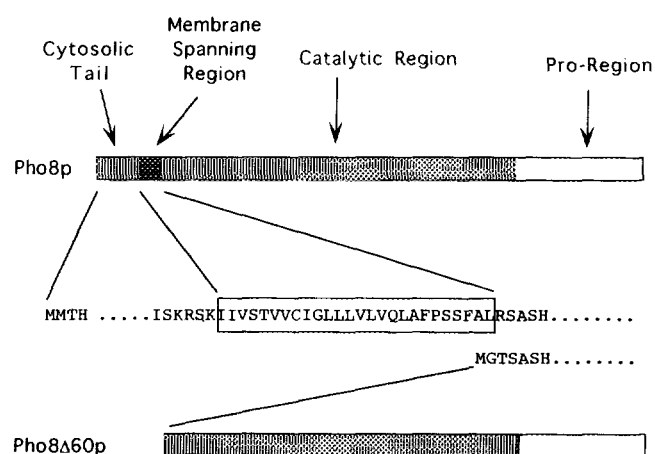 Cytosolic Tail
Membrane Spanning Region
Catalytic Region
Pro-Region
Pho8p
MMTH .....ISKRSKIIVSTVVCIGLLLVLVQLAFPSSFALRSASH........
MGTSASH........
Pho8Δ60p